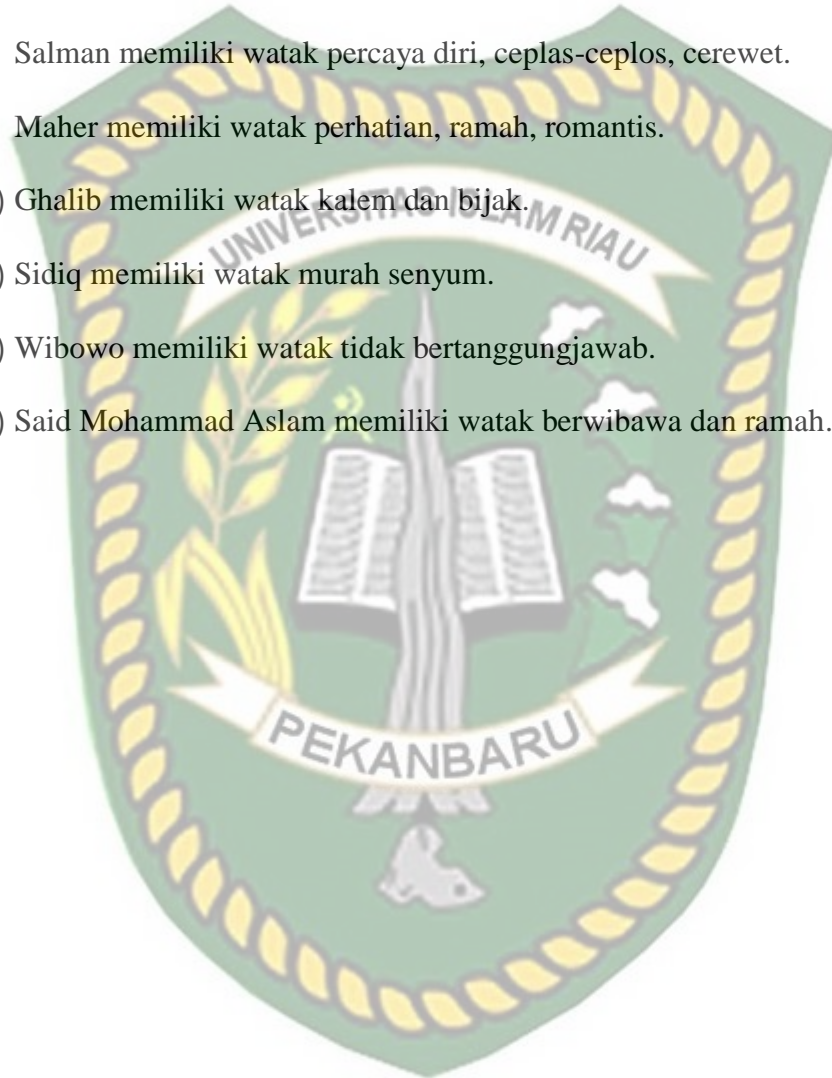 Salman memiliki watak percaya diri, ceplas-ceplos, cerewet.
Maher memiliki watak perhatian, ramah, romantis.
) Ghalib memiliki watak kalem dan bijak.
UNIVERSITAS ISLAM RIAU
) Sidiq memiliki watak murah senyum.
) Wibowo memiliki watak tidak bertanggungjawab.
) Said Mohammad Aslam memiliki watak berwibawa dan ramah.
PEKANBARU